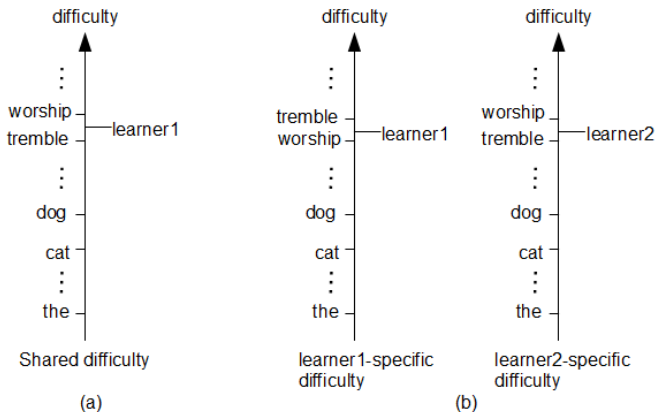 difficulty
⋮
worship
learner1
tremble
⋮
dog
cat
⋮
the
Shared difficulty
(a)
difficulty
⋮
tremble
learner1
worship
⋮
dog
cat
⋮
the
learner1-specific
difficulty
difficulty
⋮
worship
learner2
tremble
⋮
dog
cat
⋮
the
learner2-specific
difficulty
(b)